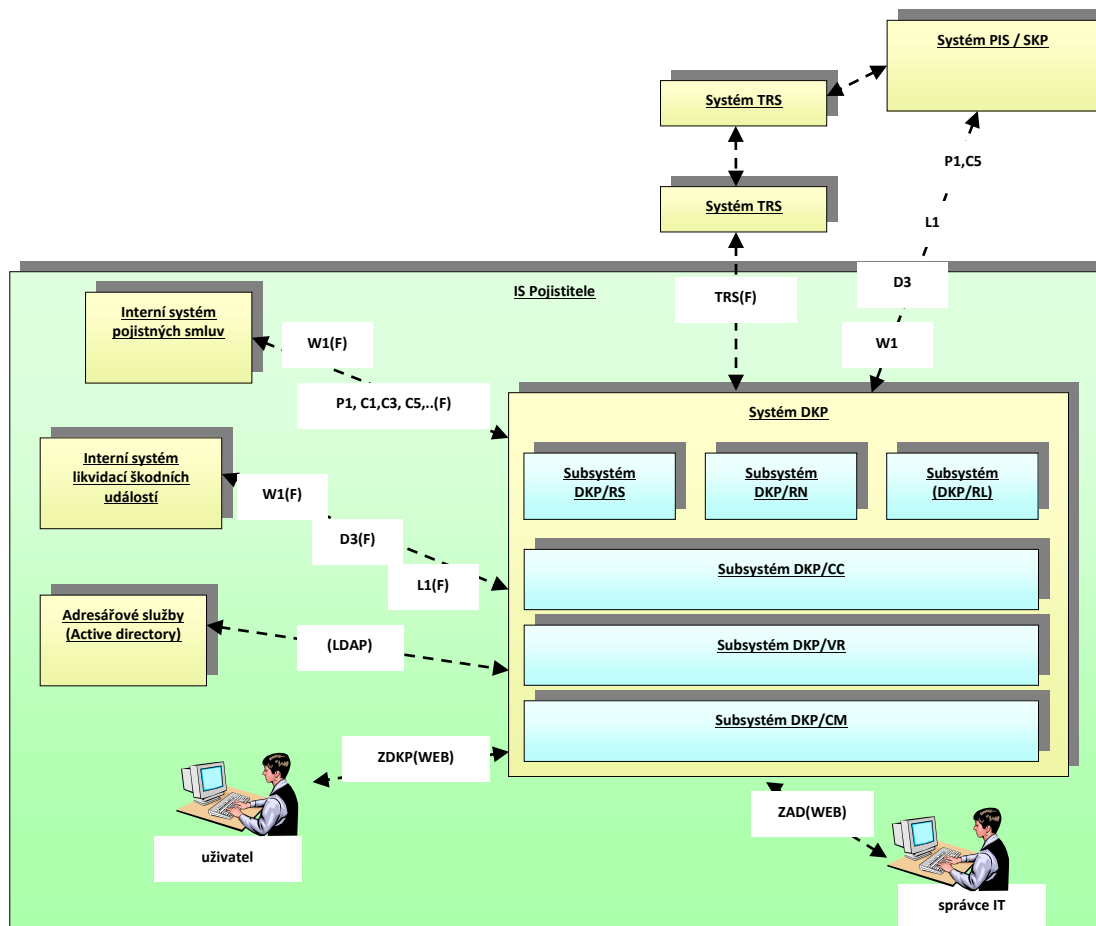 Systém PIS / SKP
Systém TRS
P1,C5
Systém TRS
L1
D3
IS Pojistitele
TRS(F)
Interní systém
pojistných smluv
W1(F)
W1
P1, C1,C3, C5,..(F)
Systém DKP
Interní systém
likvidací škodních
událostí
Subsystém
DKP/RS
Subsystém
DKP/RN
Subsystém
(DKP/RL)
W1(F)
D3(F)
L1(F)
Subsystém DKP/CC
Adresářové služby
(Active directory)
(LDAP)
Subsystém DKP/VR
Subsystém DKP/CM
ZDKP(WEB)
ZAD(WEB)
uživatel
správce IT